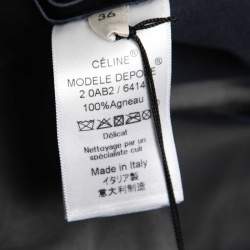 36
CÉLINE
MODELE DEPOSE
2 0AB2 / 6414
100%Agneau
Délicat
Nettoyage par un
spécialiste cuir
Made in Italy
イタリア製
意大利制造